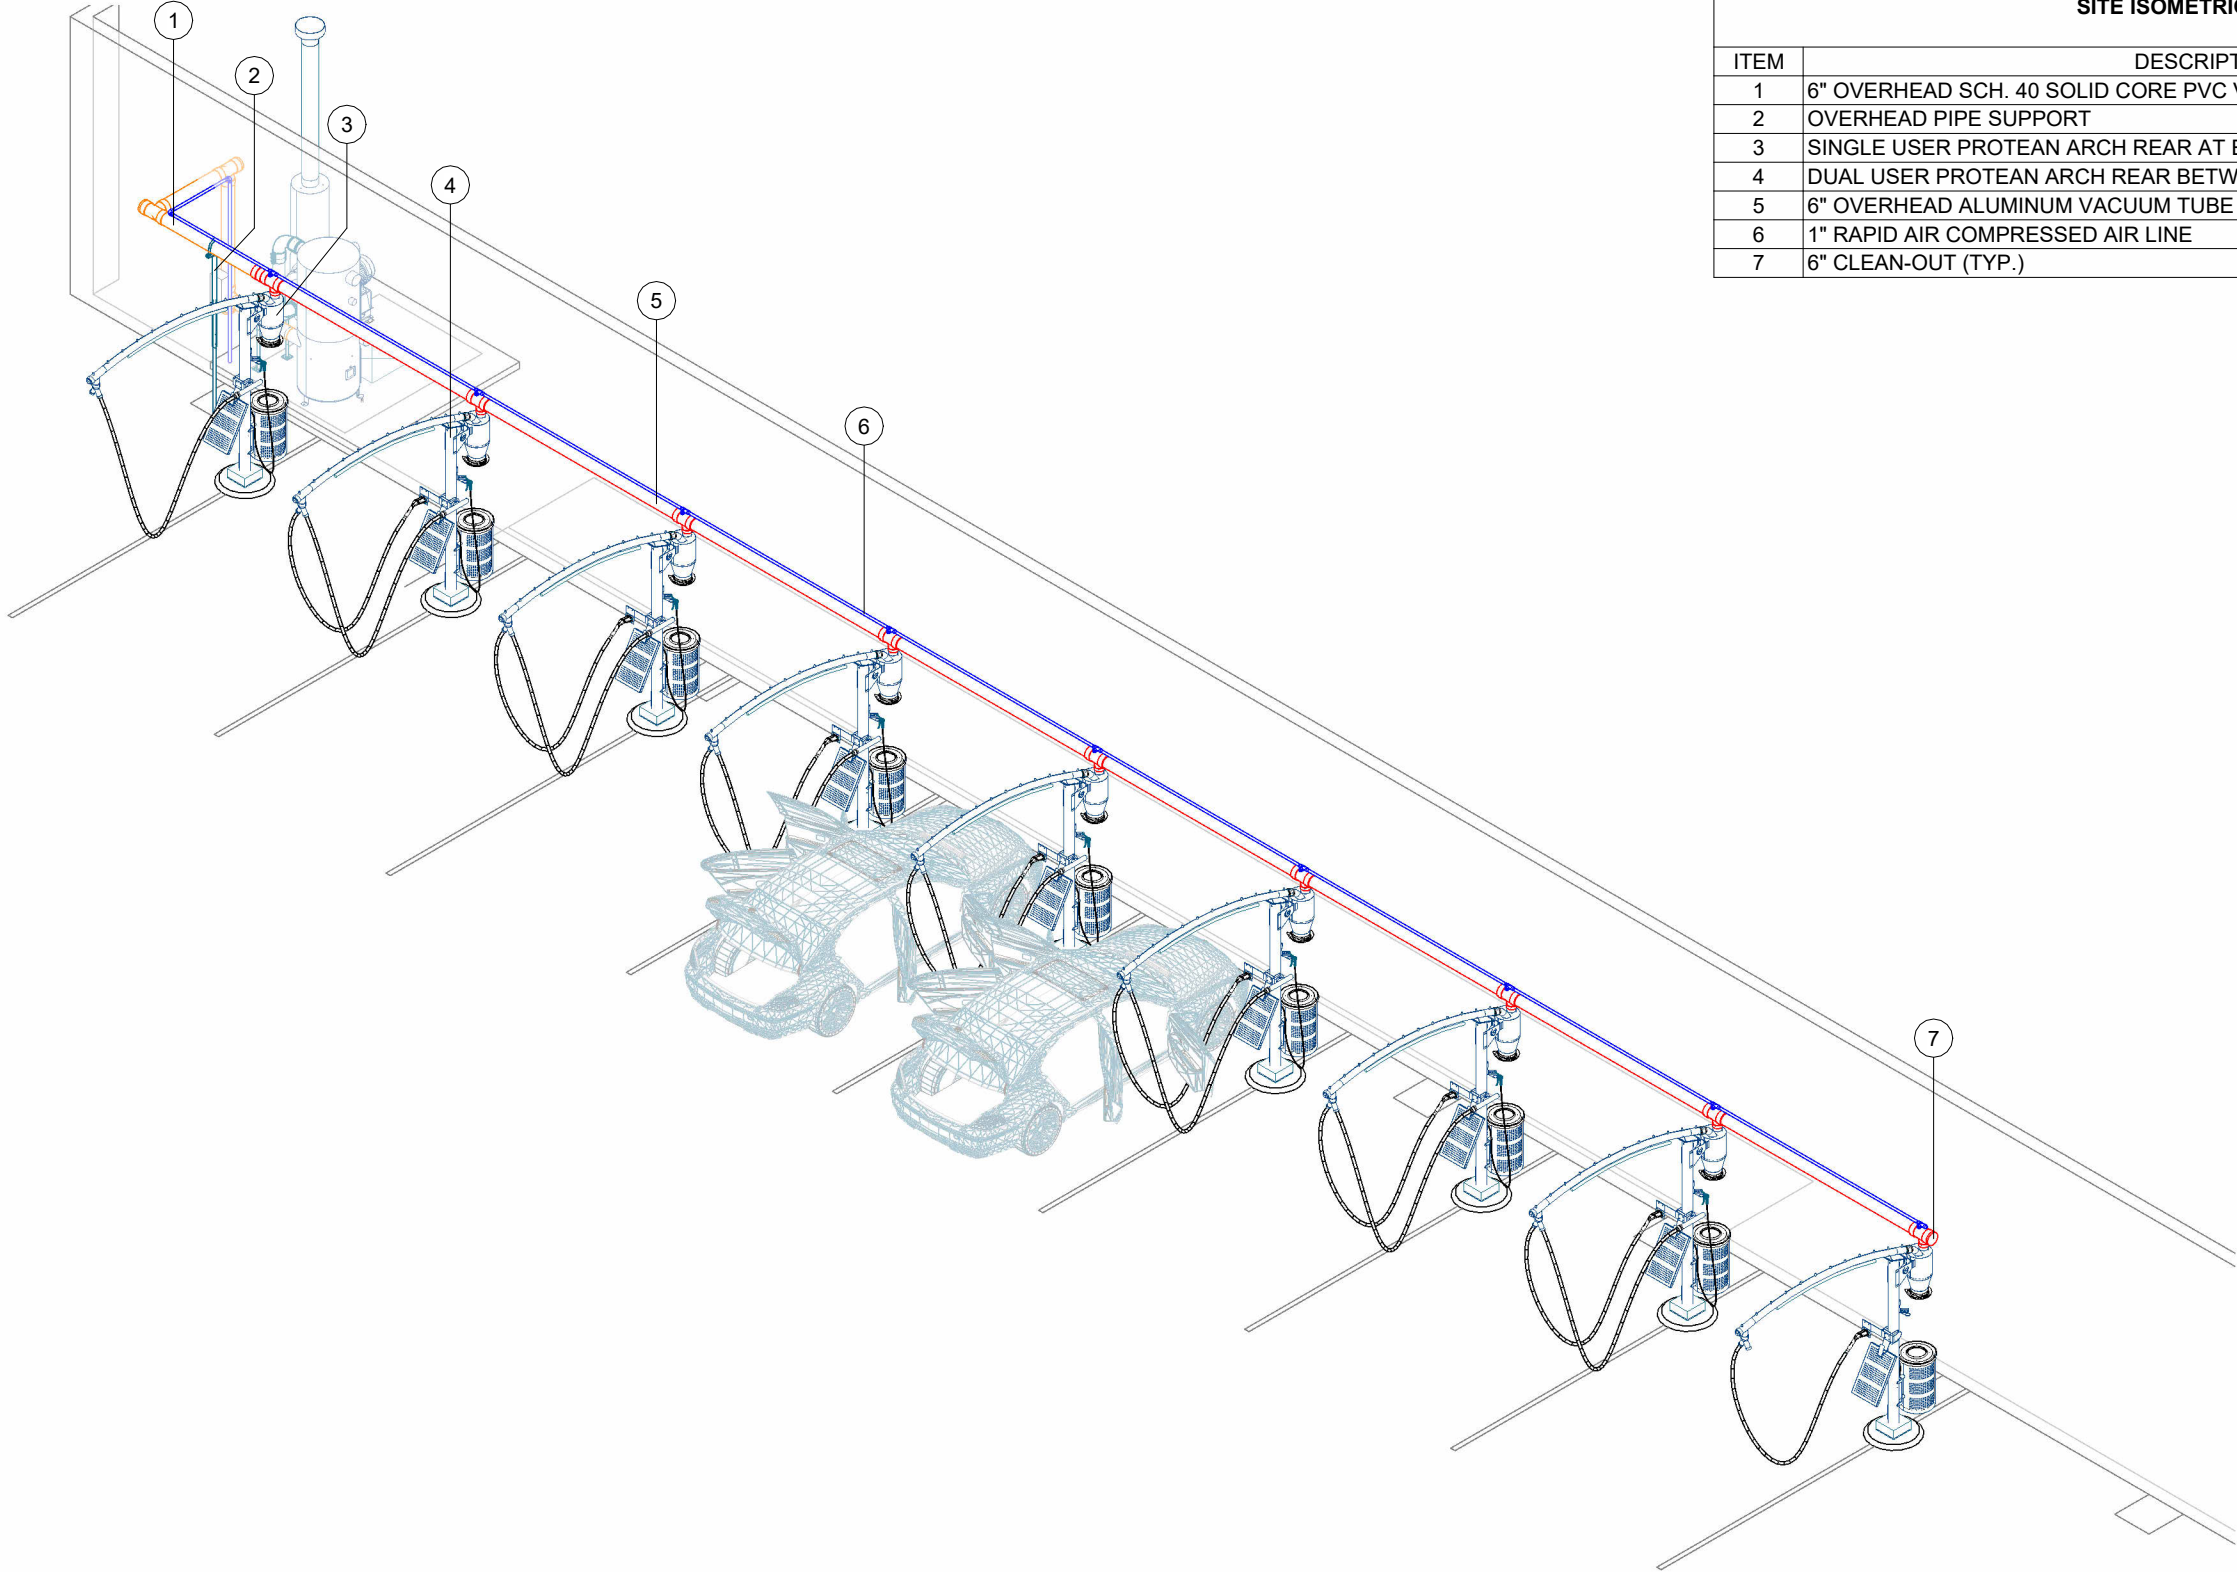 SITE ISOMETRIC
ITEM DESCRIPT
1 6" OVERHEAD SCH. 40 SOLID CORE PVC V
2 OVERHEAD PIPE SUPPORT
3 SINGLE USER PROTEAN ARCH REAR AT E
4 DUAL USER PROTEAN ARCH REAR BETW
5 6" OVERHEAD ALUMINUM VACUUM TUBE
6 1" RAPID AIR COMPRESSED AIR LINE
7 6" CLEAN-OUT (TYP.)
1
2
3
4
5
6
7